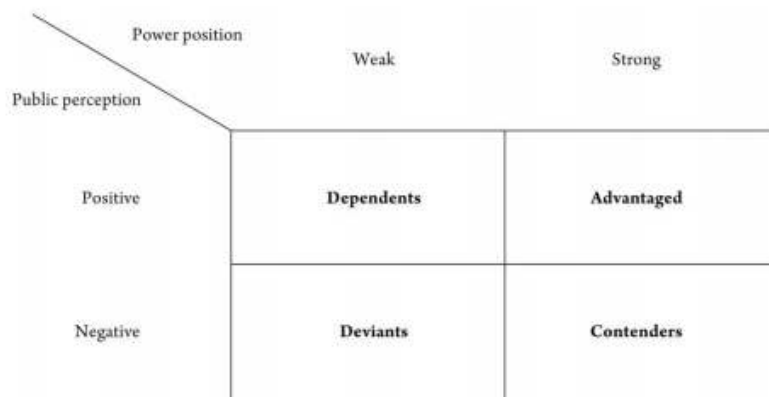 Power position
Weak Strong
Public perception
Positive Dependents Advantaged
Negative Deviants Contenders